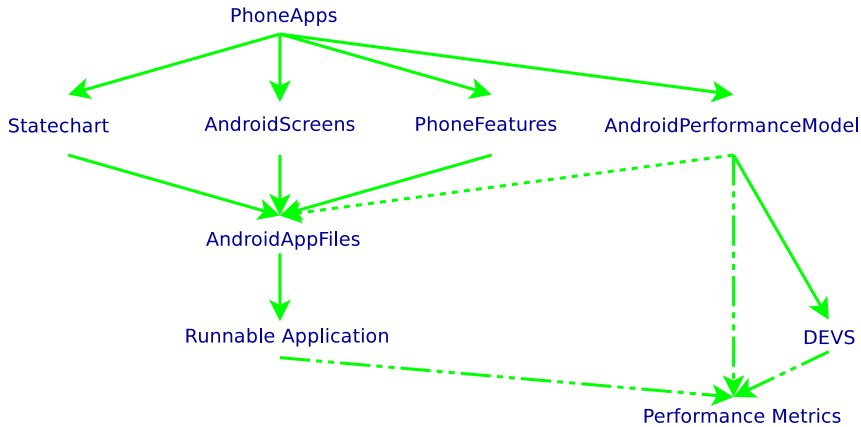 PhoneApps
Statechart
AndroidScreens
PhoneFeatures
AndroidPerformanceModel
AndroidAppFiles
Runnable Application
DEVS
Performance Metrics